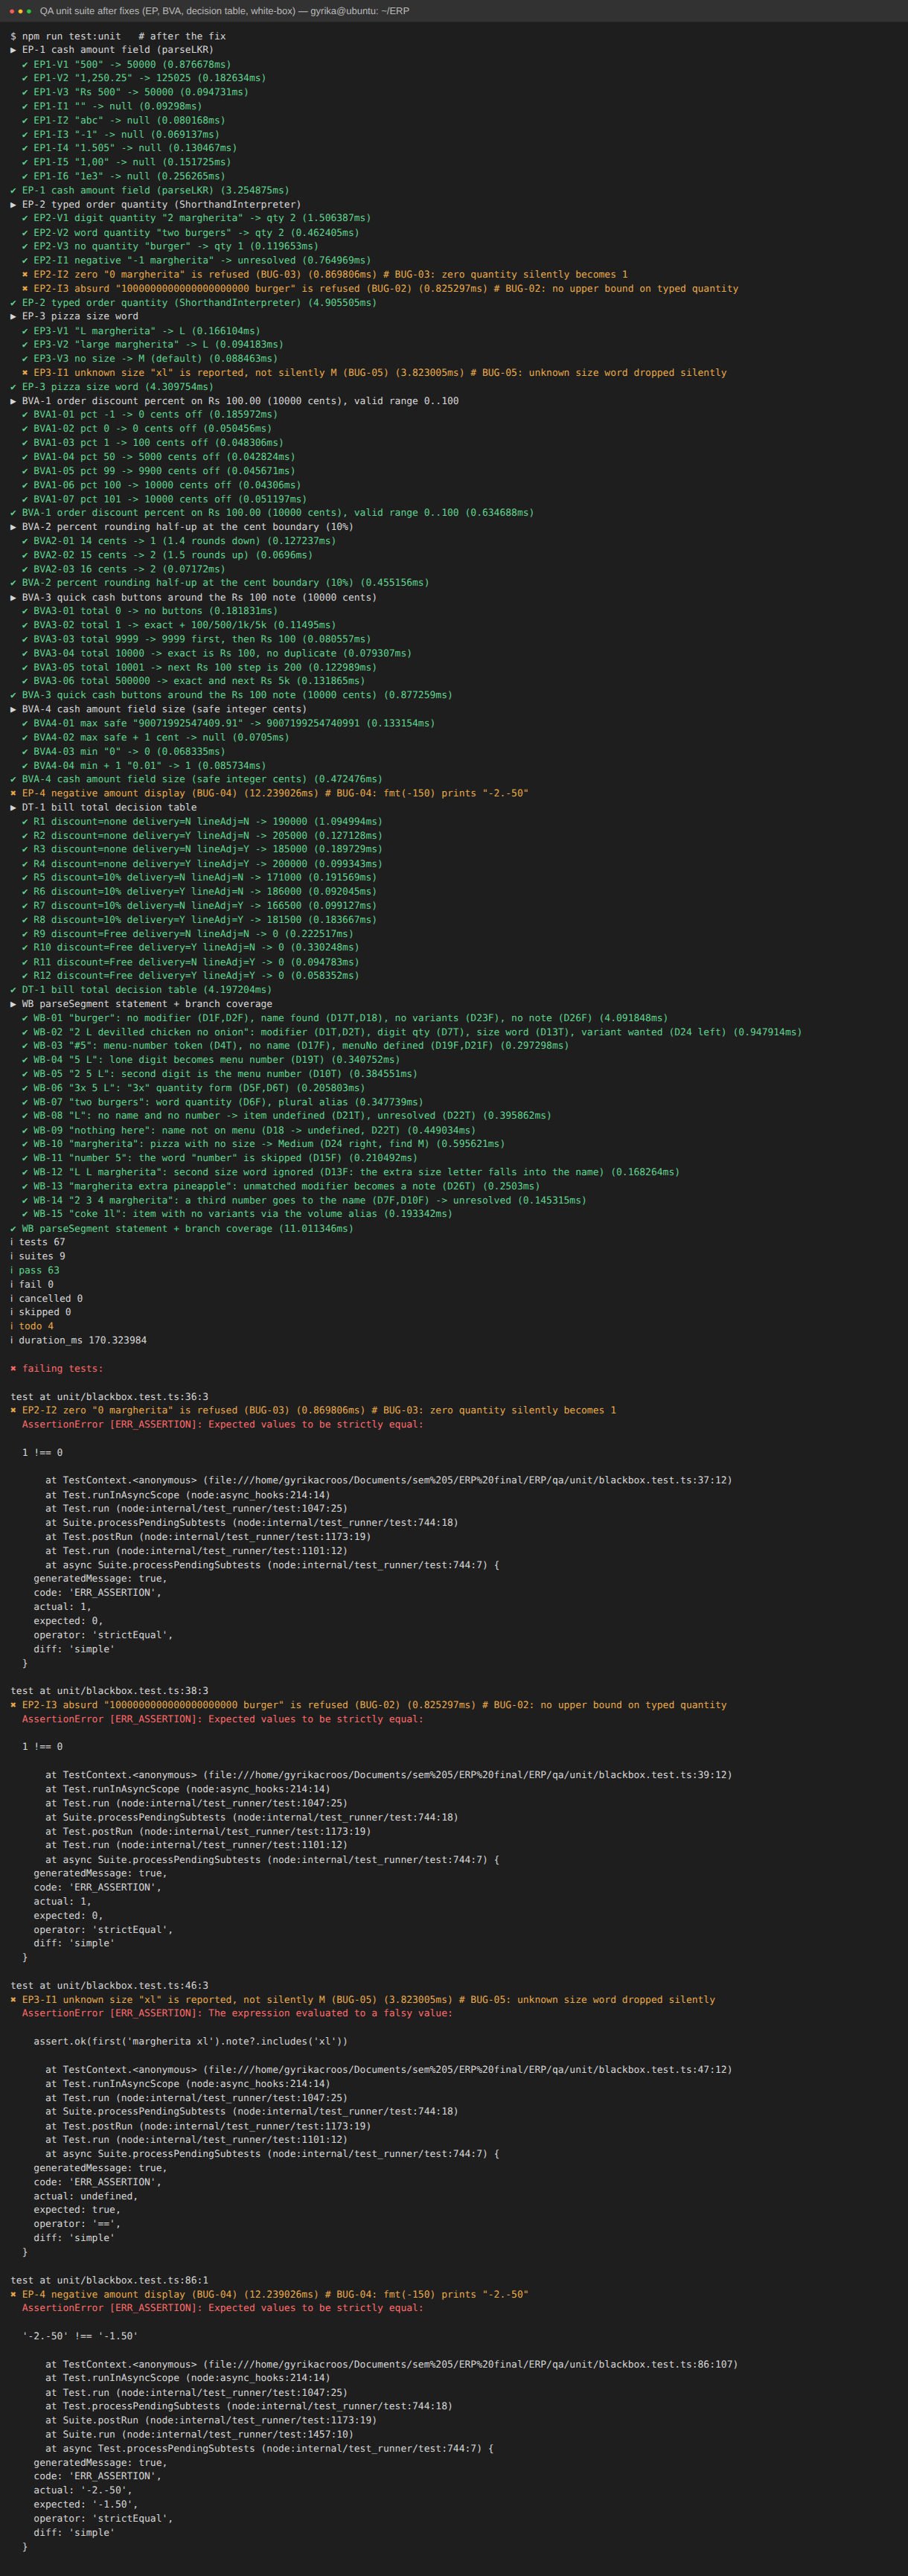 QA unit suite after fixes (EP, BVA, decision table, white-box) — gyrika@ubuntu: ~/ERP
$ npm run test:unit   # after the fix
▶ EP-1 cash amount field (parseLKR)
  ✔ EP1-V1 "500" -> 50000 (0.876678ms)
  ✔ EP1-V2 "1,250.25" -> 125025 (0.182634ms)
  ✔ EP1-V3 "Rs 500" -> 50000 (0.094731ms)
  ✔ EP1-I1 "" -> null (0.09298ms)
  ✔ EP1-I2 "abc" -> null (0.080168ms)
  ✔ EP1-I3 "-1" -> null (0.069137ms)
  ✔ EP1-I4 "1.505" -> null (0.130467ms)
  ✔ EP1-I5 "1,00" -> null (0.151725ms)
  ✔ EP1-I6 "1e3" -> null (0.256265ms)
✔ EP-1 cash amount field (parseLKR) (3.254875ms)
▶ EP-2 typed order quantity (ShorthandInterpreter)
  ✔ EP2-V1 digit quantity "2 margherita" -> qty 2 (1.506387ms)
  ✔ EP2-V2 word quantity "two burgers" -> qty 2 (0.462405ms)
  ✔ EP2-V3 no quantity "burger" -> qty 1 (0.119653ms)
  ✔ EP2-I1 negative "-1 margherita" -> unresolved (0.764969ms)
  ✖ EP2-I2 zero "0 margherita" is refused (BUG-03) (0.869806ms) # BUG-03: zero quantity silently becomes 1
  ✖ EP2-I3 absurd "1000000000000000000000 burger" is refused (BUG-02) (0.825297ms) # BUG-02: no upper bound on typed quantity
✔ EP-2 typed order quantity (ShorthandInterpreter) (4.905505ms)
▶ EP-3 pizza size word
  ✔ EP3-V1 "L margherita" -> L (0.166104ms)
  ✔ EP3-V2 "large margherita" -> L (0.094183ms)
  ✔ EP3-V3 no size -> M (default) (0.088463ms)
  ✖ EP3-I1 unknown size "xl" is reported, not silently M (BUG-05) (3.823005ms) # BUG-05: unknown size word dropped silently
✔ EP-3 pizza size word (4.309754ms)
▶ BVA-1 order discount percent on Rs 100.00 (10000 cents), valid range 0..100
  ✔ BVA1-01 pct -1 -> 0 cents off (0.185972ms)
  ✔ BVA1-02 pct 0 -> 0 cents off (0.050456ms)
  ✔ BVA1-03 pct 1 -> 100 cents off (0.048306ms)
  ✔ BVA1-04 pct 50 -> 5000 cents off (0.042824ms)
  ✔ BVA1-05 pct 99 -> 9900 cents off (0.045671ms)
  ✔ BVA1-06 pct 100 -> 10000 cents off (0.04306ms)
  ✔ BVA1-07 pct 101 -> 10000 cents off (0.051197ms)
✔ BVA-1 order discount percent on Rs 100.00 (10000 cents), valid range 0..100 (0.634688ms)
▶ BVA-2 percent rounding half-up at the cent boundary (10%)
  ✔ BVA2-01 14 cents -> 1 (1.4 rounds down) (0.127237ms)
  ✔ BVA2-02 15 cents -> 2 (1.5 rounds up) (0.0696ms)
  ✔ BVA2-03 16 cents -> 2 (0.07172ms)
✔ BVA-2 percent rounding half-up at the cent boundary (10%) (0.455156ms)
▶ BVA-3 quick cash buttons around the Rs 100 note (10000 cents)
  ✔ BVA3-01 total 0 -> no buttons (0.181831ms)
  ✔ BVA3-02 total 1 -> exact + 100/500/1k/5k (0.11495ms)
  ✔ BVA3-03 total 9999 -> 9999 first, then Rs 100 (0.080557ms)
  ✔ BVA3-04 total 10000 -> exact is Rs 100, no duplicate (0.079307ms)
  ✔ BVA3-05 total 10001 -> next Rs 100 step is 200 (0.122989ms)
  ✔ BVA3-06 total 500000 -> exact and next Rs 5k (0.131865ms)
✔ BVA-3 quick cash buttons around the Rs 100 note (10000 cents) (0.877259ms)
▶ BVA-4 cash amount field size (safe integer cents)
  ✔ BVA4-01 max safe "90071992547409.91" -> 9007199254740991 (0.133154ms)
  ✔ BVA4-02 max safe + 1 cent -> null (0.0705ms)
  ✔ BVA4-03 min "0" -> 0 (0.068335ms)
  ✔ BVA4-04 min + 1 "0.01" -> 1 (0.085734ms)
✔ BVA-4 cash amount field size (safe integer cents) (0.472476ms)
✖ EP-4 negative amount display (BUG-04) (12.239026ms) # BUG-04: fmt(-150) prints "-2.-50"
▶ DT-1 bill total decision table
  ✔ R1 discount=none delivery=N lineAdj=N -> 190000 (1.094994ms)
  ✔ R2 discount=none delivery=Y lineAdj=N -> 205000 (0.127128ms)
  ✔ R3 discount=none delivery=N lineAdj=Y -> 185000 (0.189729ms)
  ✔ R4 discount=none delivery=Y lineAdj=Y -> 200000 (0.099343ms)
  ✔ R5 discount=10% delivery=N lineAdj=N -> 171000 (0.191569ms)
  ✔ R6 discount=10% delivery=Y lineAdj=N -> 186000 (0.092045ms)
  ✔ R7 discount=10% delivery=N lineAdj=Y -> 166500 (0.099127ms)
  ✔ R8 discount=10% delivery=Y lineAdj=Y -> 181500 (0.183667ms)
  ✔ R9 discount=Free delivery=N lineAdj=N -> 0 (0.222517ms)
  ✔ R10 discount=Free delivery=Y lineAdj=N -> 0 (0.330248ms)
  ✔ R11 discount=Free delivery=N lineAdj=Y -> 0 (0.094783ms)
  ✔ R12 discount=Free delivery=Y lineAdj=Y -> 0 (0.058352ms)
✔ DT-1 bill total decision table (4.197204ms)
▶ WB parseSegment statement + branch coverage
  ✔ WB-01 "burger": no modifier (D1F,D2F), name found (D17T,D18), no variants (D23F), no note (D26F) (4.091848ms)
  ✔ WB-02 "2 L devilled chicken no onion": modifier (D1T,D2T), digit qty (D7T), size word (D13T), variant wanted (D24 left) (0.947914ms)
  ✔ WB-03 "#5": menu-number token (D4T), no name (D17F), menuNo defined (D19F,D21F) (0.297298ms)
  ✔ WB-04 "5 L": lone digit becomes menu number (D19T) (0.340752ms)
  ✔ WB-05 "2 5 L": second digit is the menu number (D10T) (0.384551ms)
  ✔ WB-06 "3x 5 L": "3x" quantity form (D5F,D6T) (0.205803ms)
  ✔ WB-07 "two burgers": word quantity (D6F), plural alias (0.347739ms)
  ✔ WB-08 "L": no name and no number -> item undefined (D21T), unresolved (D22T) (0.395862ms)
  ✔ WB-09 "nothing here": name not on menu (D18 -> undefined, D22T) (0.449034ms)
  ✔ WB-10 "margherita": pizza with no size -> Medium (D24 right, find M) (0.595621ms)
  ✔ WB-11 "number 5": the word "number" is skipped (D15F) (0.210492ms)
  ✔ WB-12 "L L margherita": second size word ignored (D13F: the extra size letter falls into the name) (0.168264ms)
  ✔ WB-13 "margherita extra pineapple": unmatched modifier becomes a note (D26T) (0.2503ms)
  ✔ WB-14 "2 3 4 margherita": a third number goes to the name (D7F,D10F) -> unresolved (0.145315ms)
  ✔ WB-15 "coke 1l": item with no variants via the volume alias (0.193342ms)
✔ WB parseSegment statement + branch coverage (11.011346ms)
ℹ tests 67
ℹ suites 9
ℹ pass 63
ℹ fail 0
ℹ cancelled 0
ℹ skipped 0
ℹ todo 4
ℹ duration_ms 170.323984
✖ failing tests:
test at unit/blackbox.test.ts:36:3
✖ EP2-I2 zero "0 margherita" is refused (BUG-03) (0.869806ms) # BUG-03: zero quantity silently becomes 1
  AssertionError [ERR_ASSERTION]: Expected values to be strictly equal:
  1 !== 0
      at TestContext.<anonymous> (file:///home/gyrikacroos/Documents/sem%205/ERP%20final/ERP/qa/unit/blackbox.test.ts:37:12)
      at Test.runInAsyncScope (node:async_hooks:214:14)
      at Test.run (node:internal/test_runner/test:1047:25)
      at Suite.processPendingSubtests (node:internal/test_runner/test:744:18)
      at Test.postRun (node:internal/test_runner/test:1173:19)
      at Test.run (node:internal/test_runner/test:1101:12)
      at async Suite.processPendingSubtests (node:internal/test_runner/test:744:7) {
    generatedMessage: true,
    code: 'ERR_ASSERTION',
    actual: 1,
    expected: 0,
    operator: 'strictEqual',
    diff: 'simple'
  }
test at unit/blackbox.test.ts:38:3
✖ EP2-I3 absurd "1000000000000000000000 burger" is refused (BUG-02) (0.825297ms) # BUG-02: no upper bound on typed quantity
  AssertionError [ERR_ASSERTION]: Expected values to be strictly equal:
  1 !== 0
      at TestContext.<anonymous> (file:///home/gyrikacroos/Documents/sem%205/ERP%20final/ERP/qa/unit/blackbox.test.ts:39:12)
      at Test.runInAsyncScope (node:async_hooks:214:14)
      at Test.run (node:internal/test_runner/test:1047:25)
      at Suite.processPendingSubtests (node:internal/test_runner/test:744:18)
      at Test.postRun (node:internal/test_runner/test:1173:19)
      at Test.run (node:internal/test_runner/test:1101:12)
      at async Suite.processPendingSubtests (node:internal/test_runner/test:744:7) {
    generatedMessage: true,
    code: 'ERR_ASSERTION',
    actual: 1,
    expected: 0,
    operator: 'strictEqual',
    diff: 'simple'
  }
test at unit/blackbox.test.ts:46:3
✖ EP3-I1 unknown size "xl" is reported, not silently M (BUG-05) (3.823005ms) # BUG-05: unknown size word dropped silently
  AssertionError [ERR_ASSERTION]: The expression evaluated to a falsy value:
    assert.ok(first('margherita xl').note?.includes('xl'))
      at TestContext.<anonymous> (file:///home/gyrikacroos/Documents/sem%205/ERP%20final/ERP/qa/unit/blackbox.test.ts:47:12)
      at Test.runInAsyncScope (node:async_hooks:214:14)
      at Test.run (node:internal/test_runner/test:1047:25)
      at Suite.processPendingSubtests (node:internal/test_runner/test:744:18)
      at Test.postRun (node:internal/test_runner/test:1173:19)
      at Test.run (node:internal/test_runner/test:1101:12)
      at async Suite.processPendingSubtests (node:internal/test_runner/test:744:7) {
    generatedMessage: true,
    code: 'ERR_ASSERTION',
    actual: undefined,
    expected: true,
    operator: '==',
    diff: 'simple'
  }
test at unit/blackbox.test.ts:86:1
✖ EP-4 negative amount display (BUG-04) (12.239026ms) # BUG-04: fmt(-150) prints "-2.-50"
  AssertionError [ERR_ASSERTION]: Expected values to be strictly equal:
  '-2.-50' !== '-1.50'
      at TestContext.<anonymous> (file:///home/gyrikacroos/Documents/sem%205/ERP%20final/ERP/qa/unit/blackbox.test.ts:86:107)
      at Test.runInAsyncScope (node:async_hooks:214:14)
      at Test.run (node:internal/test_runner/test:1047:25)
      at Test.processPendingSubtests (node:internal/test_runner/test:744:18)
      at Suite.postRun (node:internal/test_runner/test:1173:19)
      at Suite.run (node:internal/test_runner/test:1457:10)
      at async Test.processPendingSubtests (node:internal/test_runner/test:744:7) {
    generatedMessage: true,
    code: 'ERR_ASSERTION',
    actual: '-2.-50',
    expected: '-1.50',
    operator: 'strictEqual',
    diff: 'simple'
  }